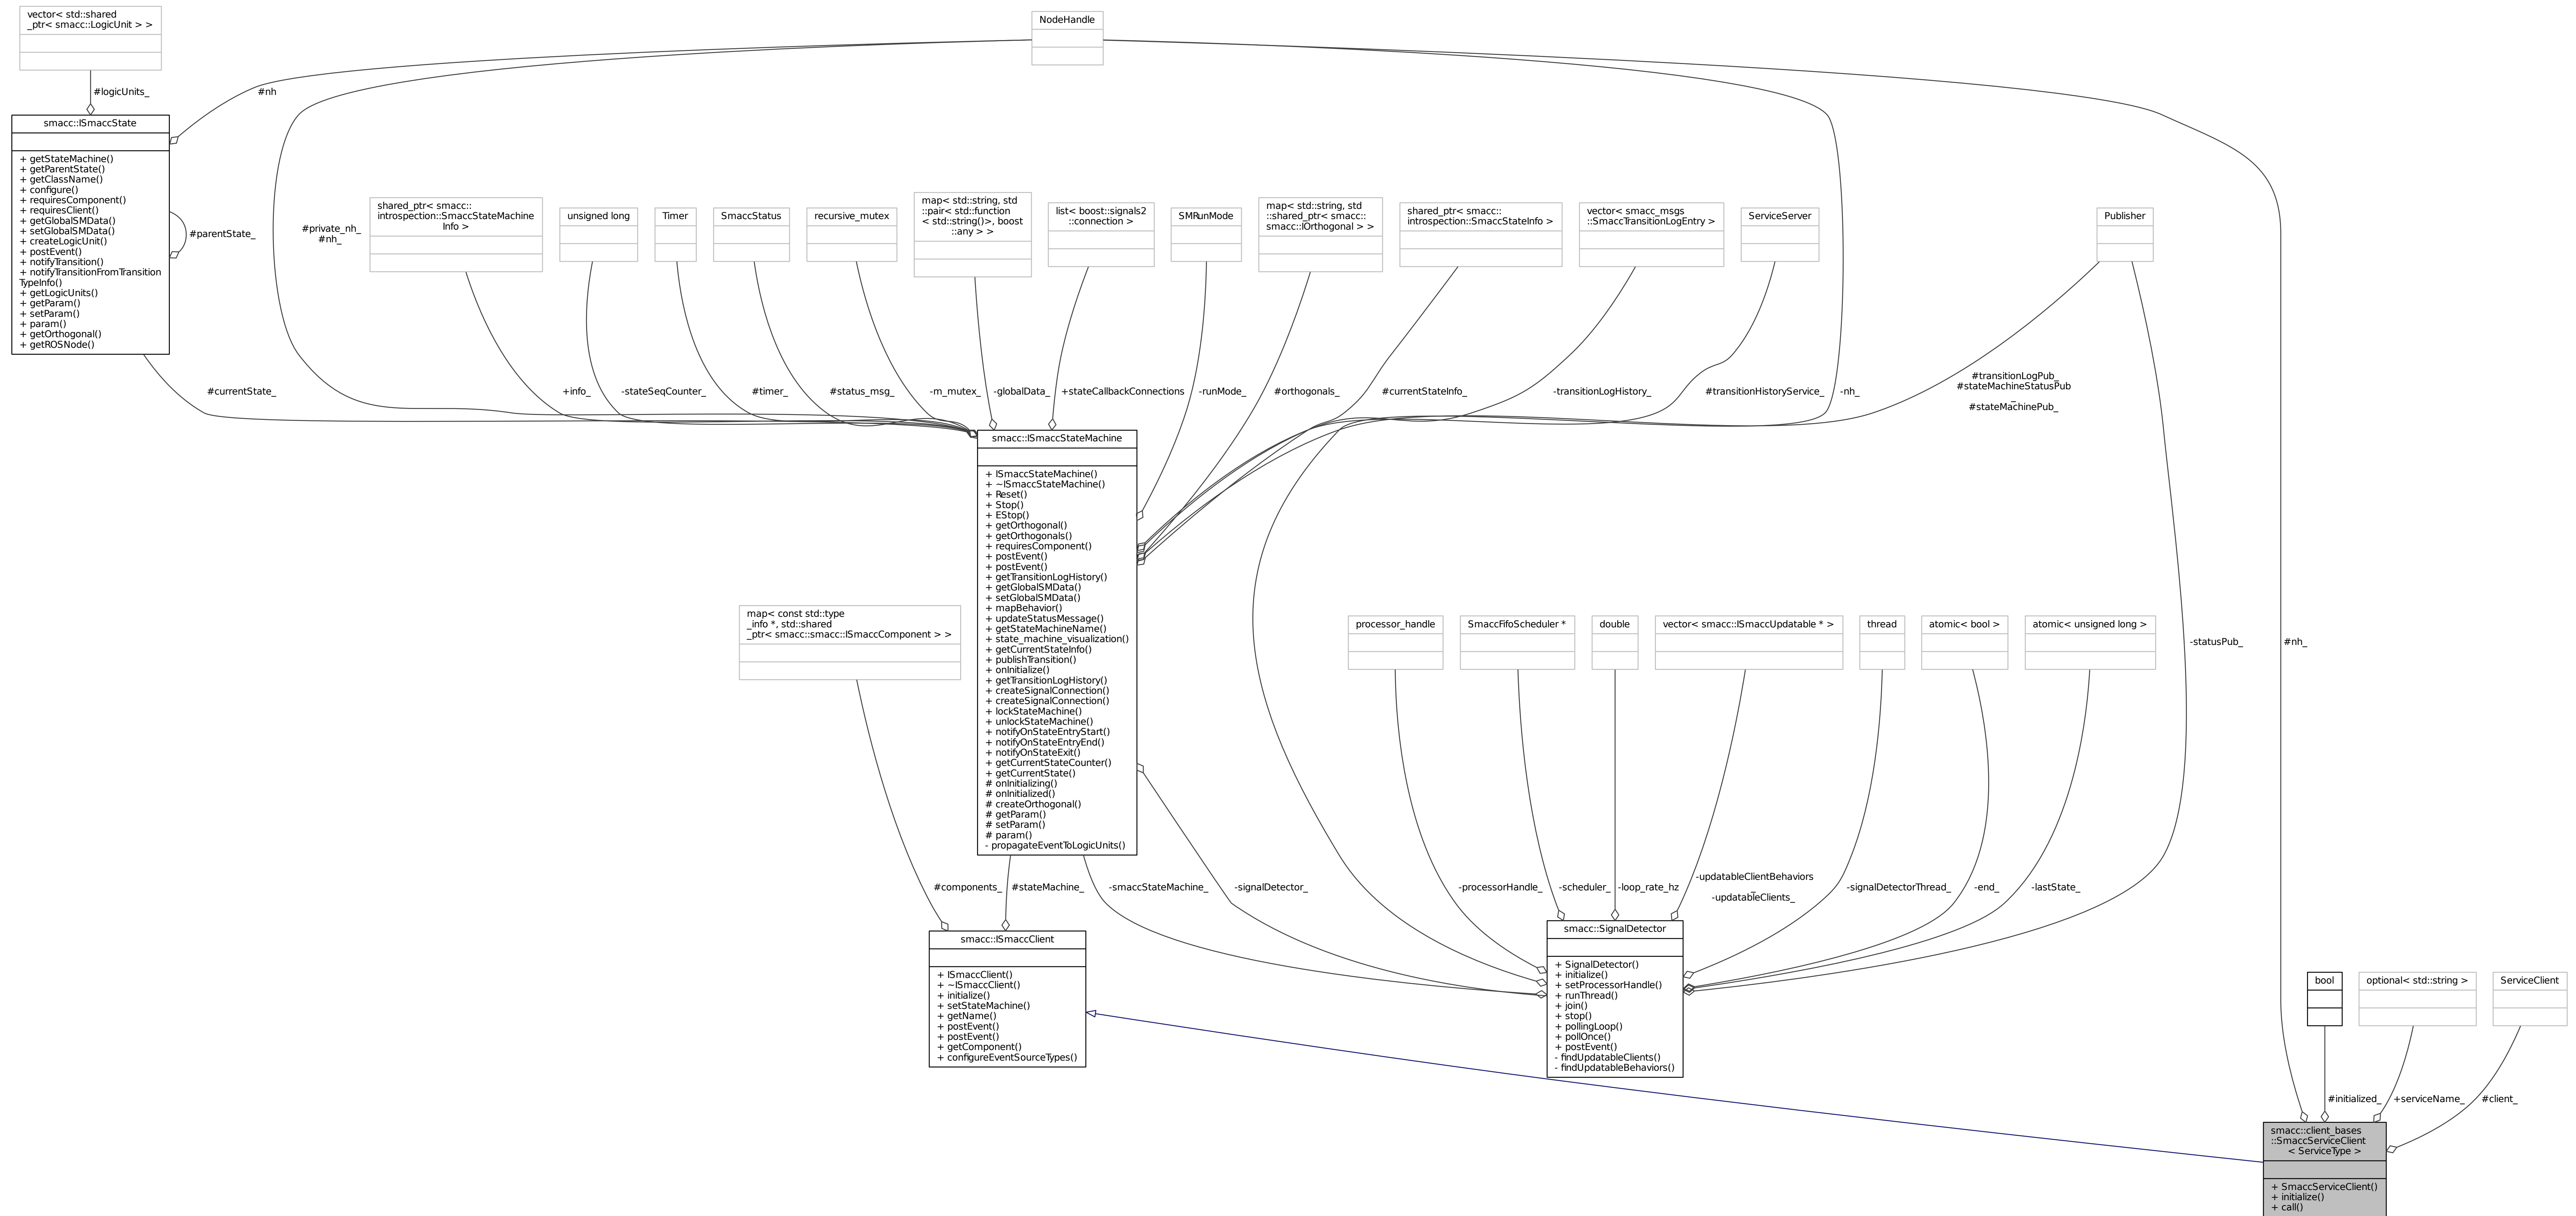 vector< std::shared
_ptr< smacc::LogicUnit > >
NodeHandle
#logicUnits_
#nh
smacc::ISmaccState
+ getStateMachine()
+ getParentState()
+ getClassName()
+ configure()
+ requiresComponent()
+ requiresClient()
+ getGlobalSMData()
+ setGlobalSMData()
+ createLogicUnit()
+ postEvent()
+ notifyTransition()
+ notifyTransitionFromTransition
TypeInfo()
+ getLogicUnits()
+ getParam()
+ setParam()
+ param()
+ getOrthogonal()
+ getROSNode()
#parentState_
#private_nh_
#nh_
shared_ptr< smacc::
introspection::SmaccStateMachine
Info >
unsigned long
Timer
SmaccStatus
recursive_mutex
map< std::string, std
::pair< std::function
< std::string()>, boost
::any > >
list< boost::signals2
::connection >
SMRunMode
map< std::string, std
::shared_ptr< smacc::
smacc::IOrthogonal > >
shared_ptr< smacc::
introspection::SmaccStateInfo >
vector< smacc_msgs
::SmaccTransitionLogEntry >
ServiceServer
Publisher
#currentState_
+info_
-stateSeqCounter_
#timer_
#status_msg_
-m_mutex_
-globalData_
+stateCallbackConnections
-runMode_
#orthogonals_
#currentStateInfo_
-transitionLogHistory_
#transitionHistoryService_
-nh_
#transitionLogPub_
#stateMachineStatusPub
_
#stateMachinePub_
smacc::ISmaccStateMachine
+ ISmaccStateMachine()
+ ~ISmaccStateMachine()
+ Reset()
+ Stop()
+ EStop()
+ getOrthogonal()
+ getOrthogonals()
+ requiresComponent()
+ postEvent()
+ postEvent()
+ getTransitionLogHistory()
+ getGlobalSMData()
+ setGlobalSMData()
+ mapBehavior()
+ updateStatusMessage()
+ getStateMachineName()
+ state_machine_visualization()
+ getCurrentStateInfo()
+ publishTransition()
+ onInitialize()
+ getTransitionLogHistory()
+ createSignalConnection()
+ createSignalConnection()
+ lockStateMachine()
+ unlockStateMachine()
+ notifyOnStateEntryStart()
+ notifyOnStateEntryEnd()
+ notifyOnStateExit()
+ getCurrentStateCounter()
+ getCurrentState()
# onInitializing()
# onInitialized()
# createOrthogonal()
# getParam()
# setParam()
# param()
- propagateEventToLogicUnits()
map< const std::type
_info *, std::shared
_ptr< smacc::smacc::ISmaccComponent > >
processor_handle
SmaccFifoScheduler *
double
vector< smacc::ISmaccUpdatable * >
thread
atomic< bool >
atomic< unsigned long >
-statusPub_
#nh_
#components_
#stateMachine_
-smaccStateMachine_
-signalDetector_
-processorHandle_
-scheduler_
-loop_rate_hz
-updatableClientBehaviors
_
-updatableClients_
-signalDetectorThread_
-end_
-lastState_
smacc::ISmaccClient
+ ISmaccClient()
+ ~ISmaccClient()
+ initialize()
+ setStateMachine()
+ getName()
+ postEvent()
+ postEvent()
+ getComponent()
+ configureEventSourceTypes()
smacc::SignalDetector
+ SignalDetector()
+ initialize()
+ setProcessorHandle()
+ runThread()
+ join()
+ stop()
+ pollingLoop()
+ pollOnce()
+ postEvent()
- findUpdatableClients()
- findUpdatableBehaviors()
bool
optional< std::string >
ServiceClient
#initialized_
+serviceName_
#client_
smacc::client_bases
::SmaccServiceClient
< ServiceType >
+ SmaccServiceClient()
+ initialize()
+ call()